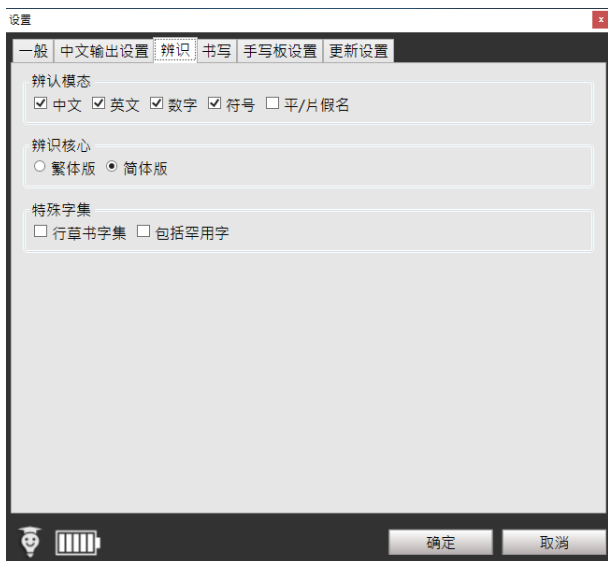 设置
一般 中文输出设置 辨识 书写 手写板设置 更新设置
辨认模态
中文 英文 数字 符号 平/片假名
辨识核心
繁体版 简体版
特殊字集
行草书字集 包括罕用字
确定 取消